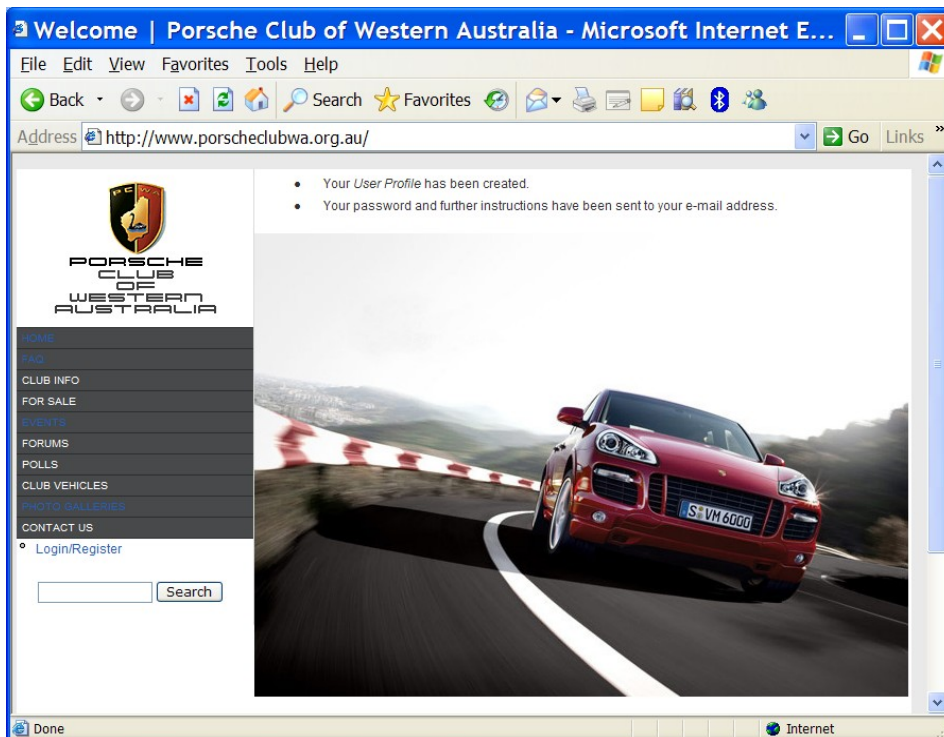 Welcome | Porsche Club of Western Australia - Microsoft Internet E...
File Edit View Favorites Tools Help
Back Search Favorites
Address http://www.porscheclubwa.org.au/ Go Links »
PCWA
PORSCHE
CLUB
OF
WESTERN
AUSTRALIA
• Your User Profile has been created.
• Your password and further instructions have been sent to your e-mail address.
HOME
FAQ
CLUB INFO
FOR SALE
EVENTS
FORUMS
POLLS
CLUB VEHICLES
PHOTO GALLERIES
CONTACT US
Login/Register
Search
S VM 6000
Done Internet